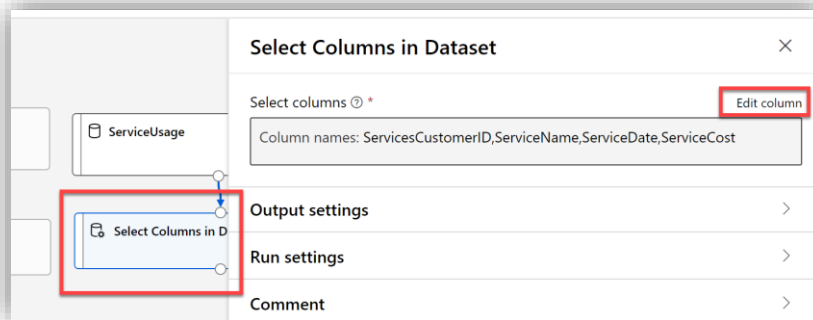 Select Columns in Dataset
Select columns *
Edit column
Column names: ServicesCustomerID,ServiceName,ServiceDate,ServiceCost
ServiceUsage
Select Columns in D
Output settings
Run settings
Comment